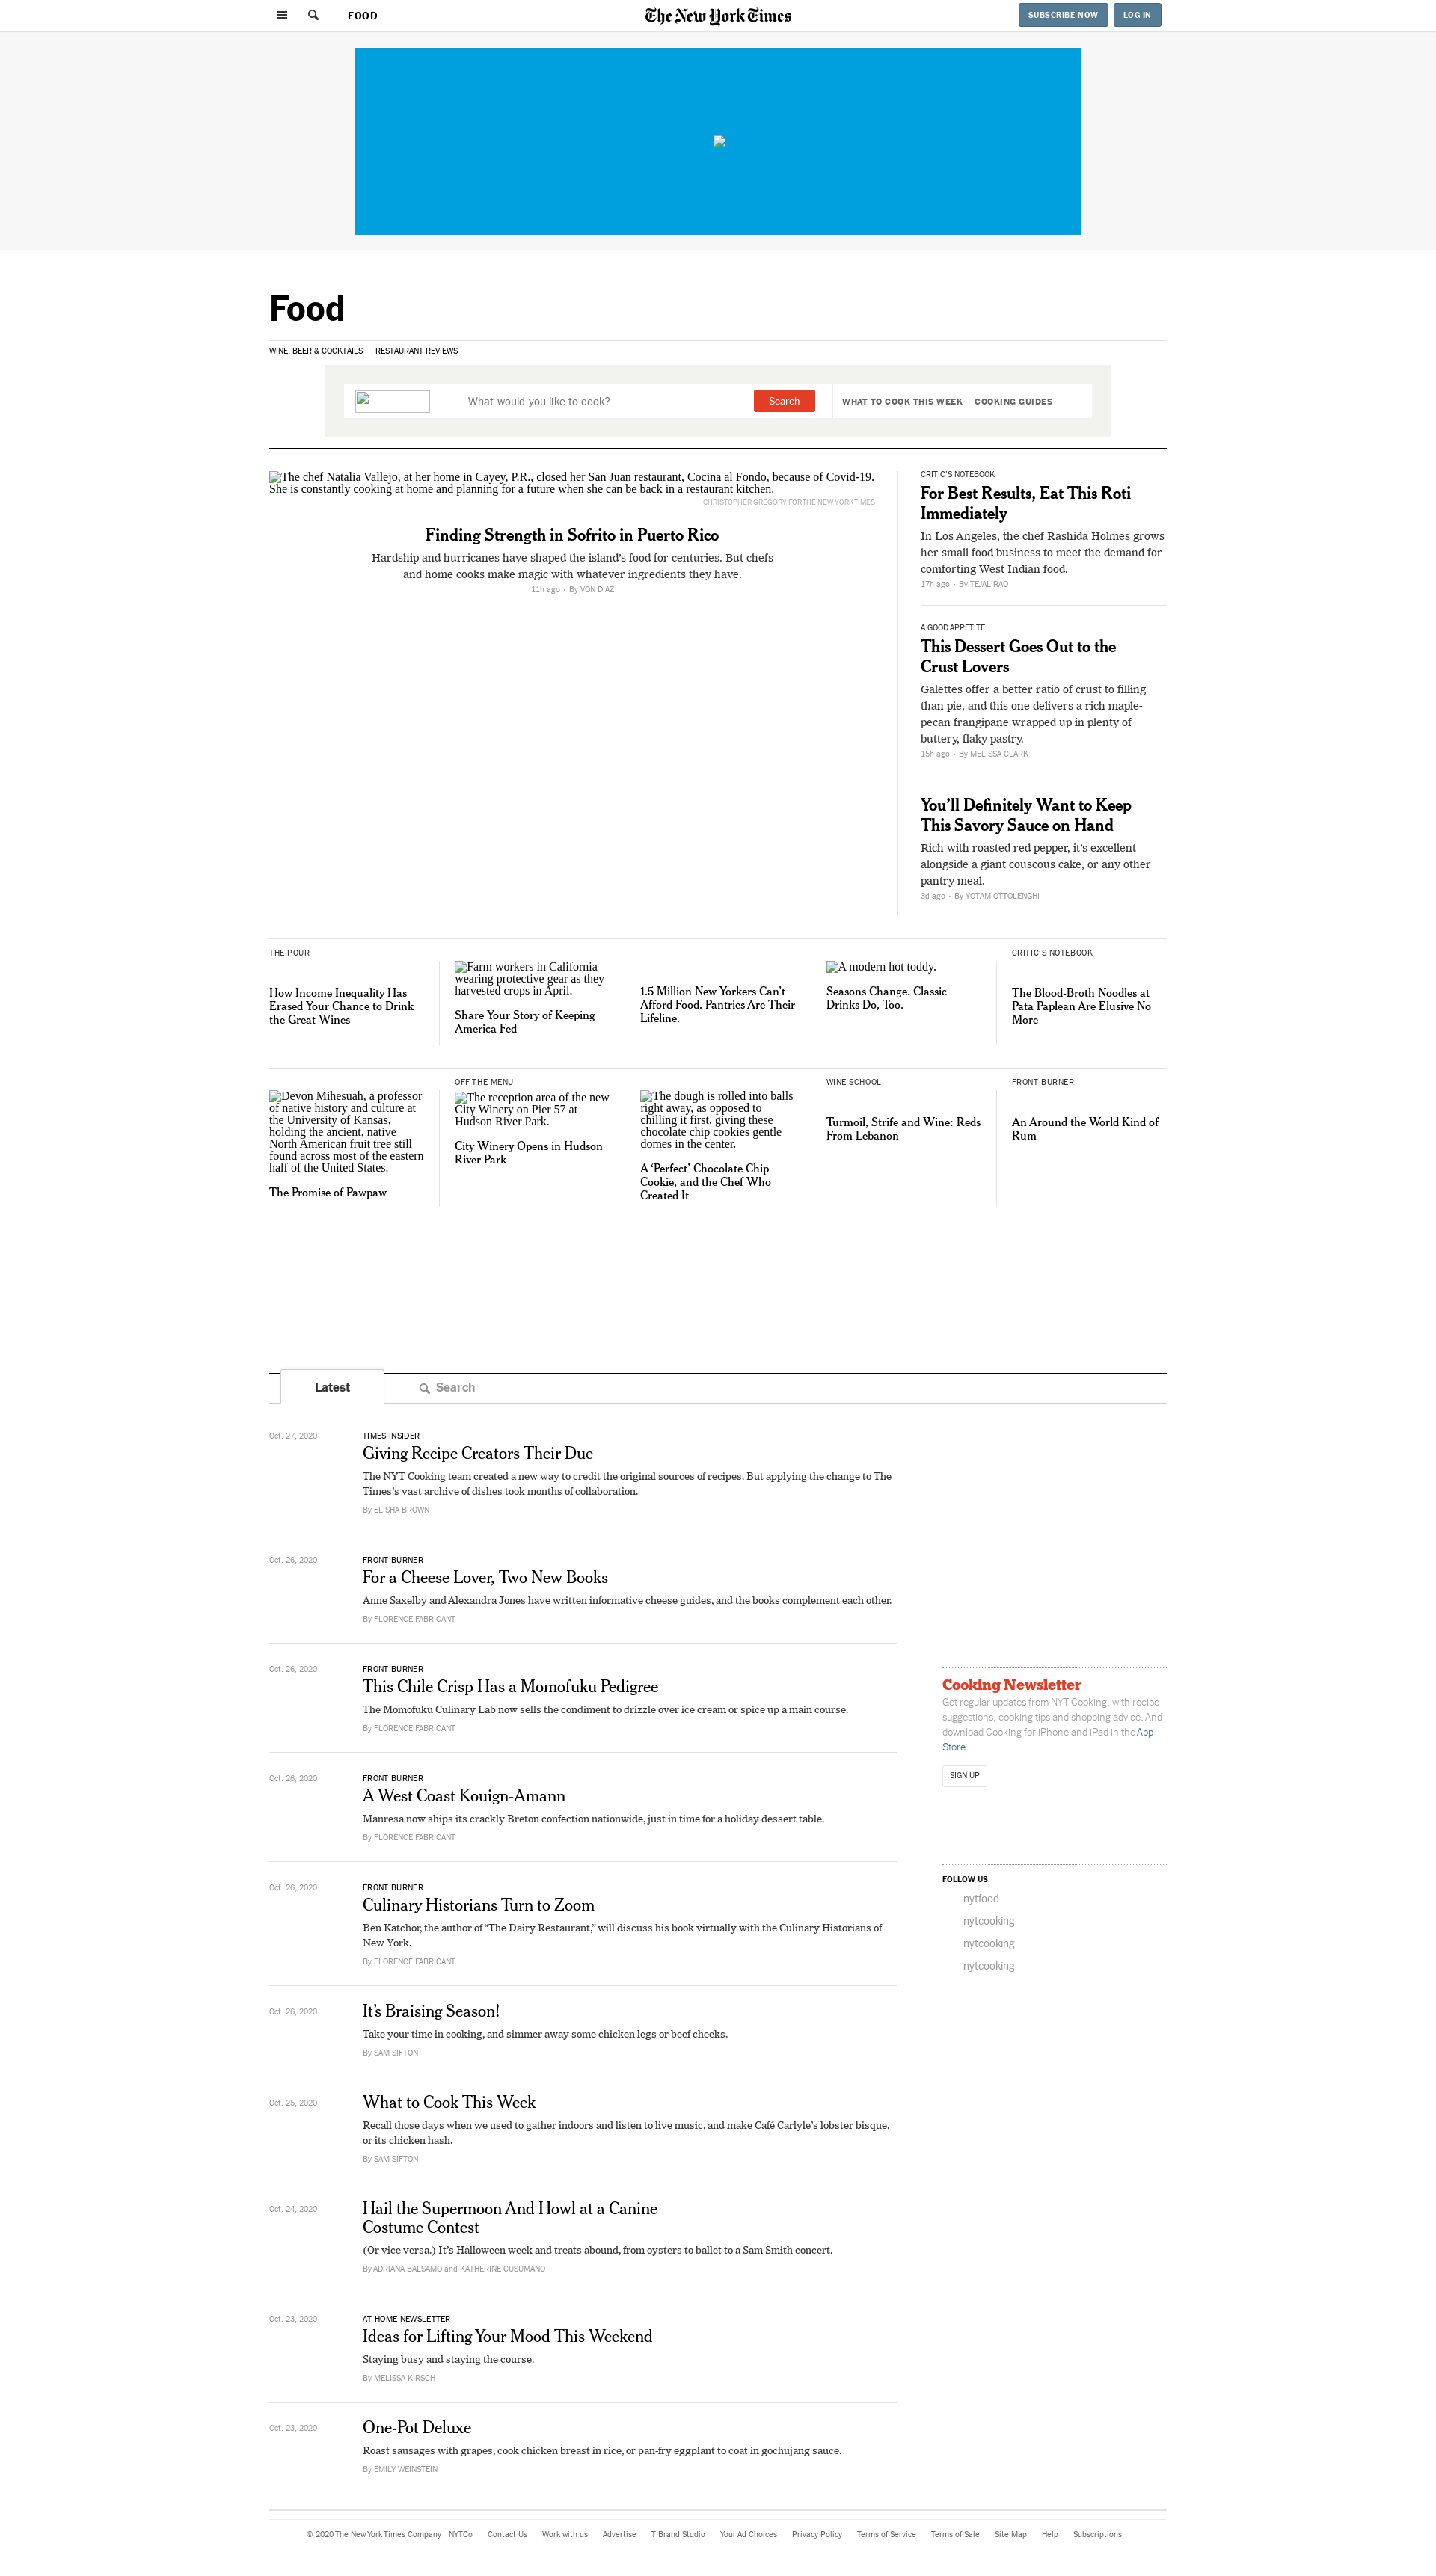 FOOD
The New York Times
SUBSCRIBE NOW
LOG IN
Food
WINE, BEER & COCKTAILS | RESTAURANT REVIEWS
What would you like to cook?
Search
WHAT TO COOK THIS WEEK
COOKING GUIDES
The chef Natalia Vallejo, at her home in Cayey, P.R., closed her San Juan restaurant, Cocina al Fondo, because of Covid-19.
She is constantly cooking at home and planning for a future when she can be back in a restaurant kitchen.
CHRISTOPHER GREGORY FOR THE NEW YORK TIMES
Finding Strength in Sofrito in Puerto Rico
Hardship and hurricanes have shaped the island’s food for centuries. But chefs
and home cooks make magic with whatever ingredients they have.
11h ago • By VON DIAZ
CRITIC’S NOTEBOOK
For Best Results, Eat This Roti
Immediately
In Los Angeles, the chef Rashida Holmes grows
her small food business to meet the demand for
comforting West Indian food.
17h ago • By TEJAL RAO
A GOOD APPETITE
This Dessert Goes Out to the
Crust Lovers
Galettes offer a better ratio of crust to filling
than pie, and this one delivers a rich maple-
pecan frangipane wrapped up in plenty of
buttery, flaky pastry.
15h ago • By MELISSA CLARK
You’ll Definitely Want to Keep
This Savory Sauce on Hand
Rich with roasted red pepper, it’s excellent
alongside a giant couscous cake, or any other
pantry meal.
3d ago • By YOTAM OTTOLENGHI
THE POUR
How Income Inequality Has
Erased Your Chance to Drink
the Great Wines
Farm workers in California
wearing protective gear as they
harvested crops in April.
Share Your Story of Keeping
America Fed
1.5 Million New Yorkers Can’t
Afford Food. Pantries Are Their
Lifeline.
A modern hot toddy.
Seasons Change. Classic
Drinks Do, Too.
CRITIC’S NOTEBOOK
The Blood-Broth Noodles at
Pata Paplean Are Elusive No
More
Devon Mihesuah, a professor
of native history and culture at
the University of Kansas,
holding the ancient, native
North American fruit tree still
found across most of the eastern
half of the United States.
The Promise of Pawpaw
OFF THE MENU
The reception area of the new
City Winery on Pier 57 at
Hudson River Park.
City Winery Opens in Hudson
River Park
The dough is rolled into balls
right away, as opposed to
chilling it first, giving these
chocolate chip cookies gentle
domes in the center.
A ‘Perfect’ Chocolate Chip
Cookie, and the Chef Who
Created It
WINE SCHOOL
Turmoil, Strife and Wine: Reds
From Lebanon
FRONT BURNER
An Around the World Kind of
Rum
Latest
Search
Oct. 27, 2020
TIMES INSIDER
Giving Recipe Creators Their Due
The NYT Cooking team created a new way to credit the original sources of recipes. But applying the change to The
Times’s vast archive of dishes took months of collaboration.
By ELISHA BROWN
Oct. 26, 2020
FRONT BURNER
For a Cheese Lover, Two New Books
Anne Saxelby and Alexandra Jones have written informative cheese guides, and the books complement each other.
By FLORENCE FABRICANT
Oct. 26, 2020
FRONT BURNER
This Chile Crisp Has a Momofuku Pedigree
The Momofuku Culinary Lab now sells the condiment to drizzle over ice cream or spice up a main course.
By FLORENCE FABRICANT
Oct. 26, 2020
FRONT BURNER
A West Coast Kouign-Amann
Manresa now ships its crackly Breton confection nationwide, just in time for a holiday dessert table.
By FLORENCE FABRICANT
Oct. 26, 2020
FRONT BURNER
Culinary Historians Turn to Zoom
Ben Katchor, the author of “The Dairy Restaurant,” will discuss his book virtually with the Culinary Historians of
New York.
By FLORENCE FABRICANT
Oct. 26, 2020
It’s Braising Season!
Take your time in cooking, and simmer away some chicken legs or beef cheeks.
By SAM SIFTON
Oct. 25, 2020
What to Cook This Week
Recall those days when we used to gather indoors and listen to live music, and make Café Carlyle’s lobster bisque,
or its chicken hash.
By SAM SIFTON
Oct. 24, 2020
Hail the Supermoon And Howl at a Canine
Costume Contest
(Or vice versa.) It’s Halloween week and treats abound, from oysters to ballet to a Sam Smith concert.
By ADRIANA BALSAMO and KATHERINE CUSUMANO
Oct. 23, 2020
AT HOME NEWSLETTER
Ideas for Lifting Your Mood This Weekend
Staying busy and staying the course.
By MELISSA KIRSCH
Oct. 23, 2020
One-Pot Deluxe
Roast sausages with grapes, cook chicken breast in rice, or pan-fry eggplant to coat in gochujang sauce.
By EMILY WEINSTEIN
Cooking Newsletter
Get regular updates from NYT Cooking, with recipe
suggestions, cooking tips and shopping advice. And
download Cooking for iPhone and iPad in the App
Store.
SIGN UP
FOLLOW US
nytfood
nytcooking
nytcooking
nytcooking
© 2020 The New York Times Company NYTCo Contact Us Work with us Advertise T Brand Studio Your Ad Choices Privacy Policy Terms of Service Terms of Sale Site Map Help Subscriptions